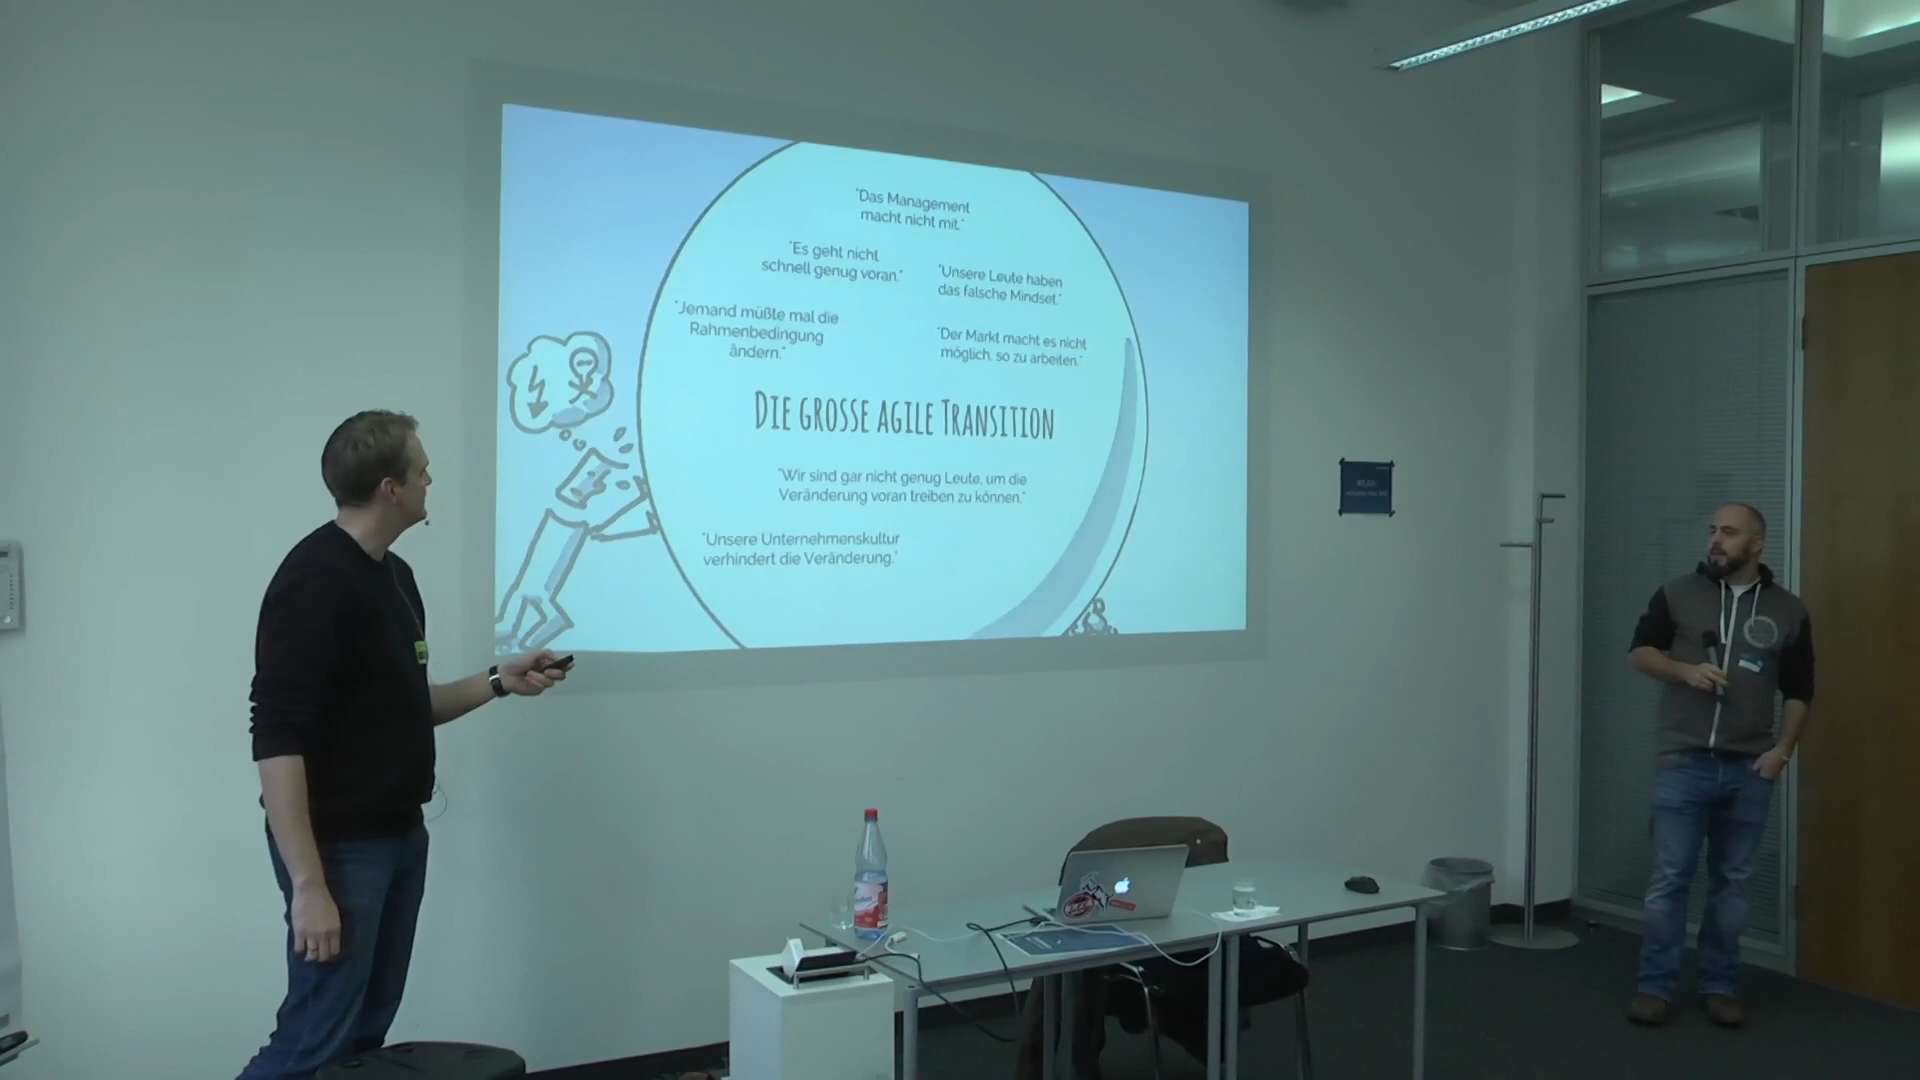 "Das Management
macht nicht mit."
"Es geht nicht
schnell genug voran."
"Unsere Leute haben
das falsche Mindset."
"Jemand müßte mal die
Rahmenbedingung
ändern."
"Der Markt macht es nicht
möglich, so zu arbeiten."
DIE GROSSE AGILE TRANSITION
"Wir sind gar nicht genug Leute, um die
Veränderung voran treiben zu können."
"Unsere Unternehmenskultur
verhindert die Veränderung."
WLAN